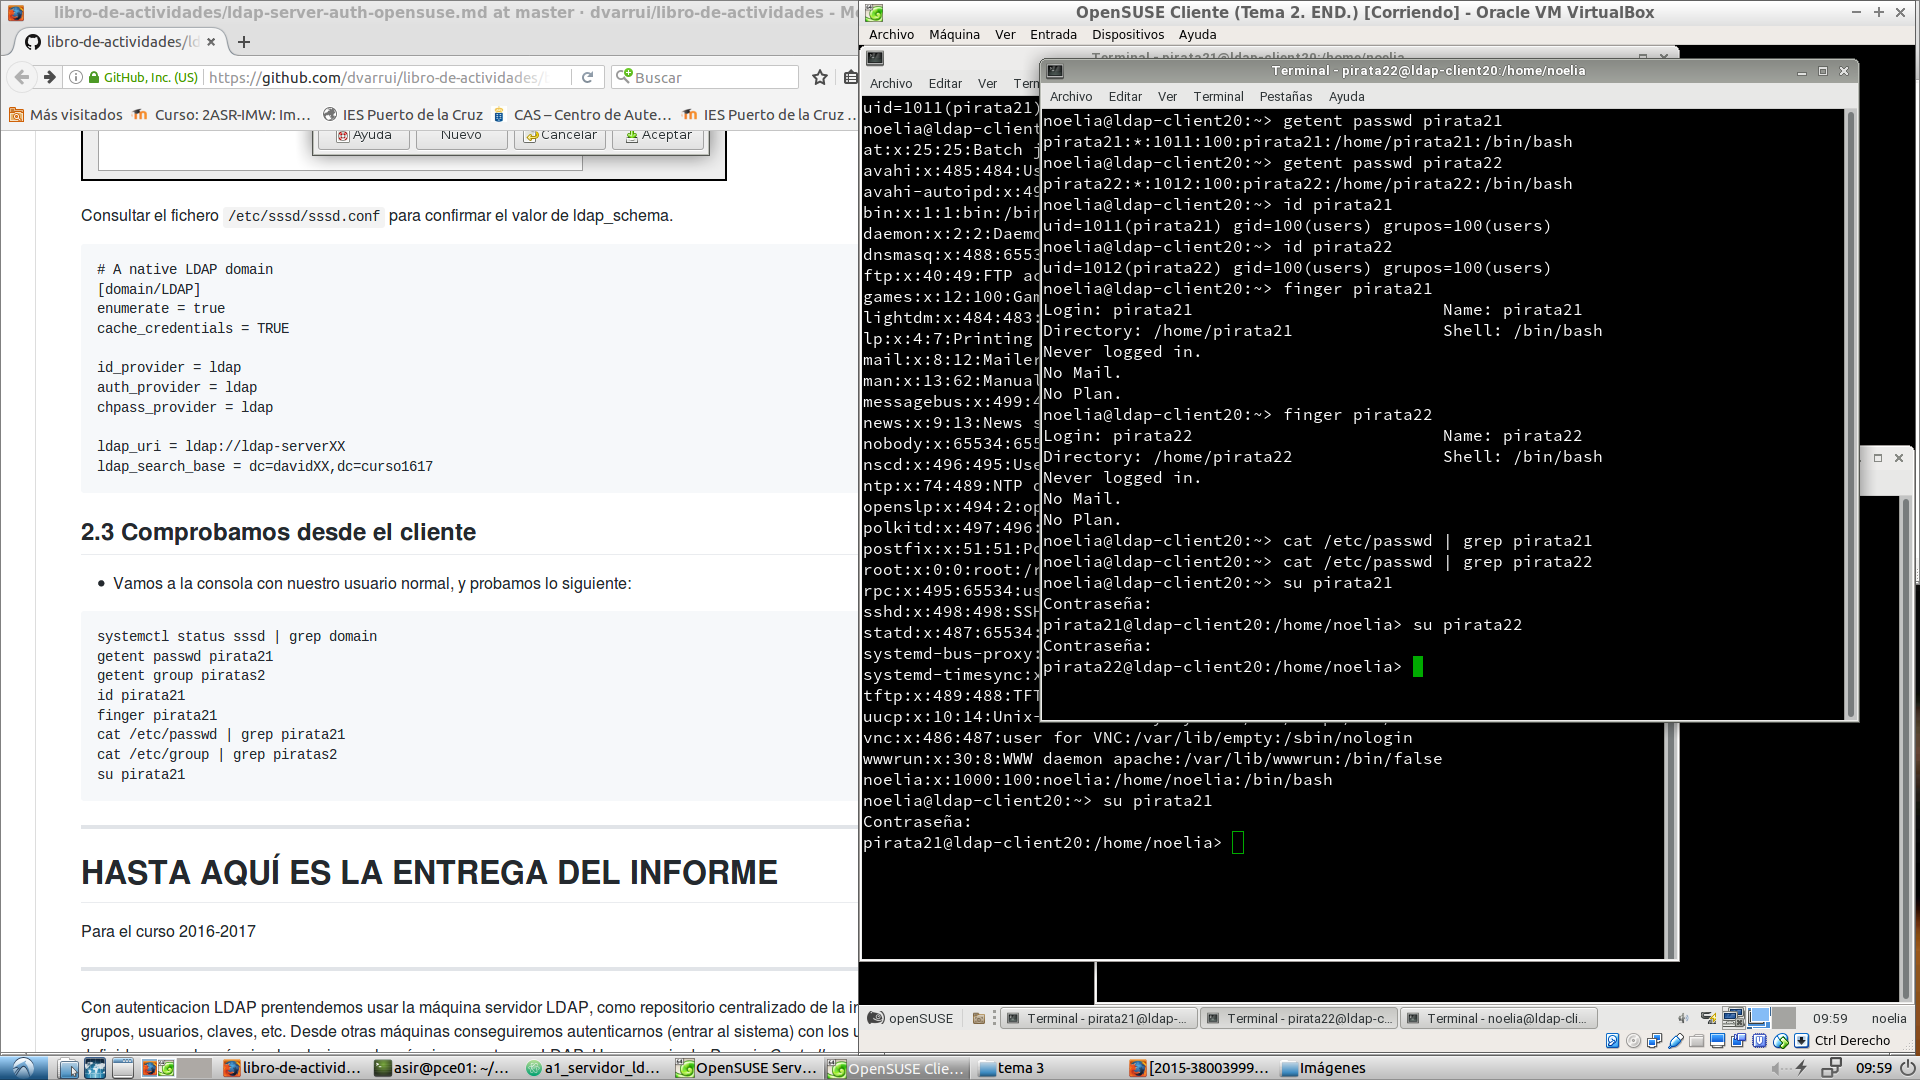 libro-de-actividades/ldap-server-auth-opensuse.md at master · dvarrui/libro-de-actividades - Mo
libro-de-actividades/ld
GitHub, Inc. (US)
https://github.com/dvarrui/libro-de-actividades/
Buscar
Más visitados
Curso: 2ASR-IMW: Im...
IES Puerto de la Cruz
CAS – Centro de Aute...
IES Puerto de la Cruz ...
Ayuda
Nuevo
Cancelar
Aceptar
Consultar el fichero /etc/sssd/sssd.conf para confirmar el valor de ldap_schema.
# A native LDAP domain
[domain/LDAP]
enumerate = true
cache_credentials = TRUE
id_provider = ldap
auth_provider = ldap
chpass_provider = ldap
ldap_uri = ldap://ldap-serverXX
ldap_search_base = dc=davidXX,dc=curso1617
2.3 Comprobamos desde el cliente
• Vamos a la consola con nuestro usuario normal, y probamos lo siguiente:
systemctl status sssd | grep domain
getent passwd pirata21
getent group piratas2
id pirata21
finger pirata21
cat /etc/passwd | grep pirata21
cat /etc/group | grep piratas2
su pirata21
HASTA AQUÍ ES LA ENTREGA DEL INFORME
Para el curso 2016-2017
Con autenticacion LDAP prentendemos usar la máquina servidor LDAP, como repositorio centralizado de la in
grupos, usuarios, claves, etc. Desde otras máquinas conseguiremos autenticarnos (entrar al sistema) con los u
OpenSUSE Cliente (Tema 2. END.) [Corriendo] - Oracle VM VirtualBox
Archivo Máquina Ver Entrada Dispositivos Ayuda
Terminal - pirata21@ldap-client20:/home/noelia
Archivo Editar Ver Term
uid=1011(pirata21)
noelia@ldap-client
at:x:25:25:Batch j
avahi:x:485:484:Us
avahi-autoipd:x:49
bin:x:1:1:bin:/bin
daemon:x:2:2:Daemo
dnsmasq:x:488:6553
ftp:x:40:49:FTP ac
games:x:12:100:Gam
lightdm:x:484:483:
lp:x:4:7:Printing
mail:x:8:12:Mailer
man:x:13:62:Manual
messagebus:x:499:4
news:x:9:13:News s
nobody:x:65534:655
nscd:x:496:495:Use
ntp:x:74:489:NTP d
openslp:x:494:2:op
polkitd:x:497:496:
postfix:x:51:51:Po
root:x:0:0:root:/r
rpc:x:495:65534:us
sshd:x:498:498:SSH
statd:x:487:65534:
systemd-bus-proxy:
systemd-timesync:x
tftp:x:489:488:TFT
uucp:x:10:14:Unix-
vnc:x:486:487:user for VNC:/var/lib/empty:/sbin/nologin
wwwrun:x:30:8:WWW daemon apache:/var/lib/wwwrun:/bin/false
noelia:x:1000:100:noelia:/home/noelia:/bin/bash
noelia@ldap-client20:~> su pirata21
Contraseña:
pirata21@ldap-client20:/home/noelia>
Terminal - pirata22@ldap-client20:/home/noelia
Archivo Editar Ver Terminal Pestañas Ayuda
noelia@ldap-client20:~> getent passwd pirata21
pirata21:*:1011:100:pirata21:/home/pirata21:/bin/bash
noelia@ldap-client20:~> getent passwd pirata22
pirata22:*:1012:100:pirata22:/home/pirata22:/bin/bash
noelia@ldap-client20:~> id pirata21
uid=1011(pirata21) gid=100(users) grupos=100(users)
noelia@ldap-client20:~> id pirata22
uid=1012(pirata22) gid=100(users) grupos=100(users)
noelia@ldap-client20:~> finger pirata21
Login: pirata21 Name: pirata21
Directory: /home/pirata21 Shell: /bin/bash
Never logged in.
No Mail.
No Plan.
noelia@ldap-client20:~> finger pirata22
Login: pirata22 Name: pirata22
Directory: /home/pirata22 Shell: /bin/bash
Never logged in.
No Mail.
No Plan.
noelia@ldap-client20:~> cat /etc/passwd | grep pirata21
noelia@ldap-client20:~> cat /etc/passwd | grep pirata22
noelia@ldap-client20:~> su pirata21
Contraseña:
pirata21@ldap-client20:/home/noelia> su pirata22
Contraseña:
pirata22@ldap-client20:/home/noelia>
openSUSE
Terminal - pirata21@ldap-...
Terminal - pirata22@ldap-c...
Terminal - noelia@ldap-cli...
09:59 noelia
Ctrl Derecho
libro-de-activid...
asir@pce01: ~/...
a1_servidor_ld...
OpenSUSE Serv...
OpenSUSE Clie...
tema 3
[2015-38003999...
Imágenes
09:59